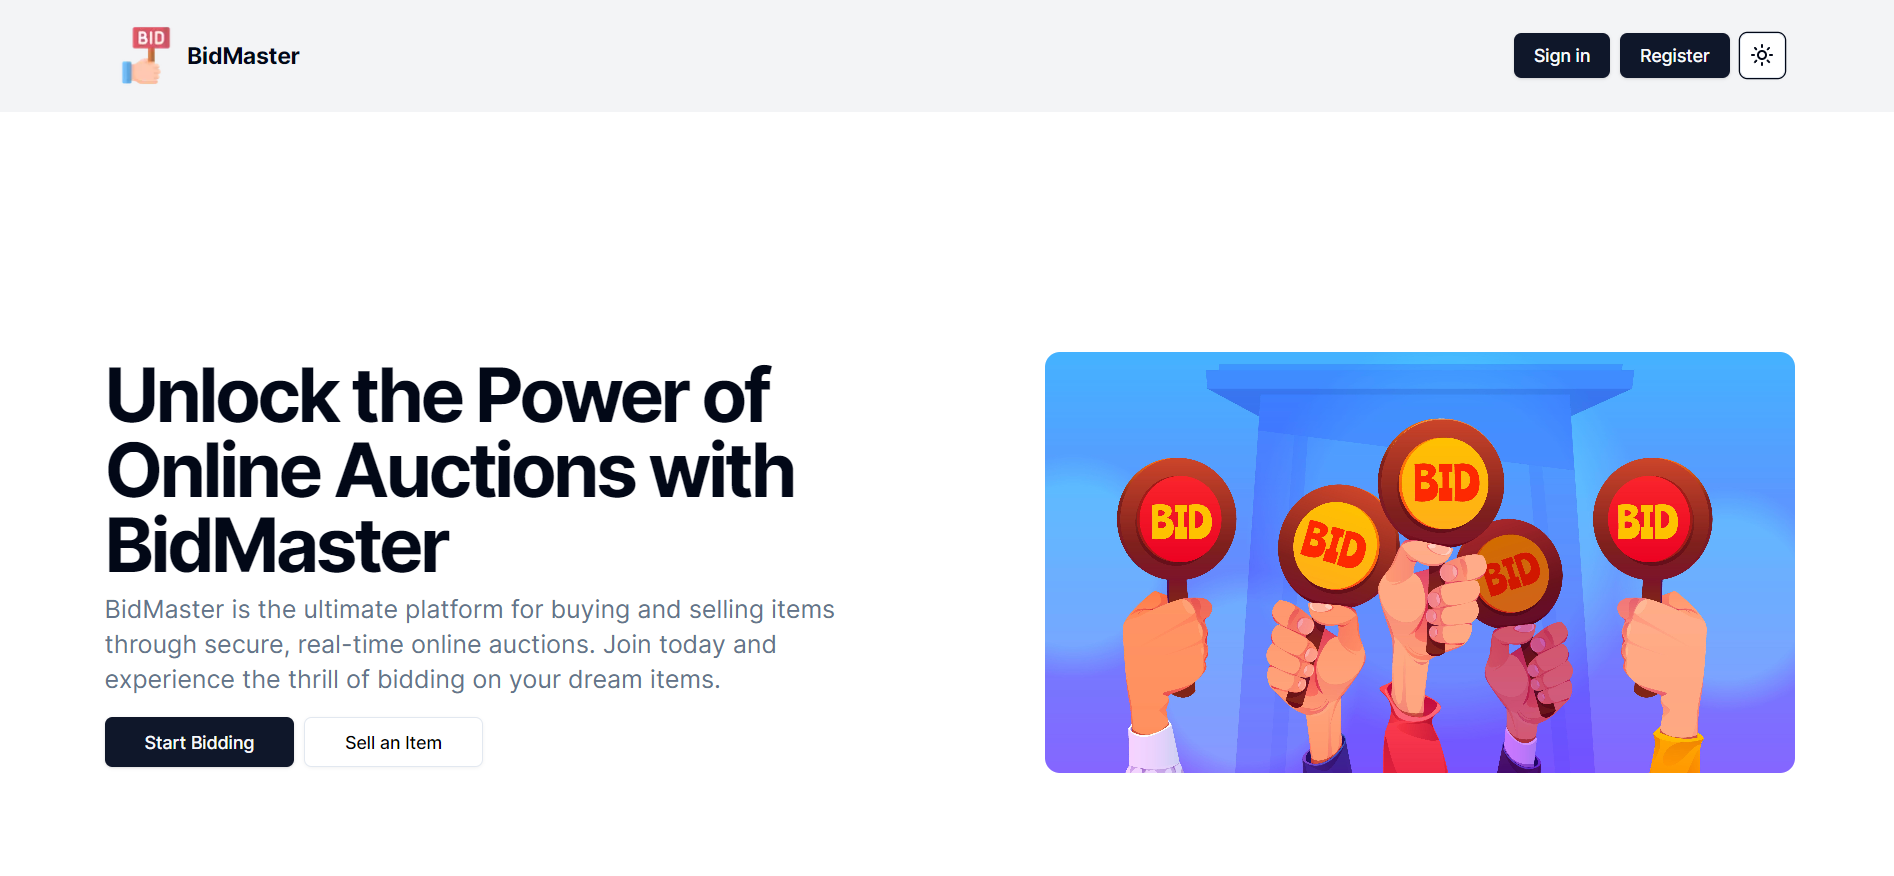 BID
BidMaster
Sign in
Register
Unlock the Power of
Online Auctions with
BidMaster
BidMaster is the ultimate platform for buying and selling items
through secure, real-time online auctions. Join today and
experience the thrill of bidding on your dream items.
Start Bidding
Sell an Item
BID
BID
BID
BID
BID